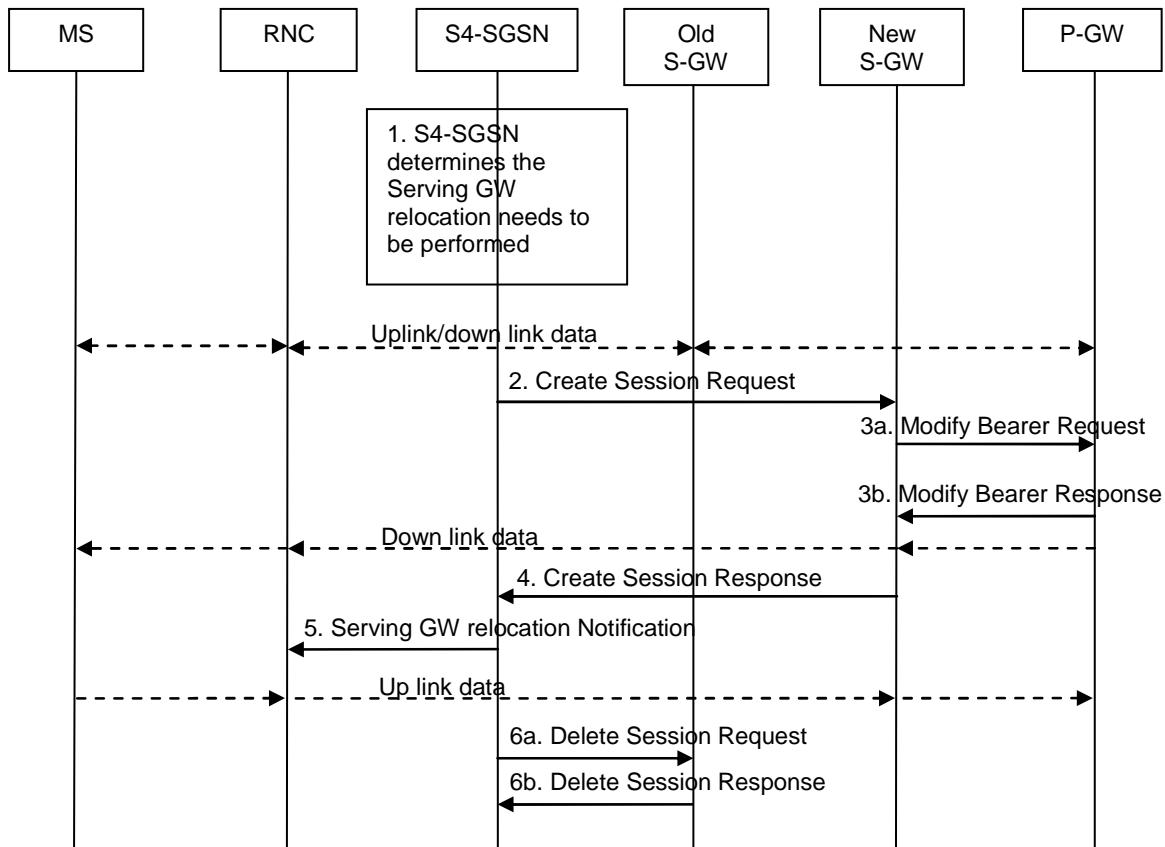 MS
RNC
S4-SGSN
Old
S-GW
New
S-GW
P-GW
1. S4-SGSN
determines the
Serving GW
relocation needs to
be performed
Uplink/down link data
2. Create Session Request
3a. Modify Bearer Request
3b. Modify Bearer Response
Down link data
4. Create Session Response
5. Serving GW relocation Notification
Up link data
6a. Delete Session Request
6b. Delete Session Response